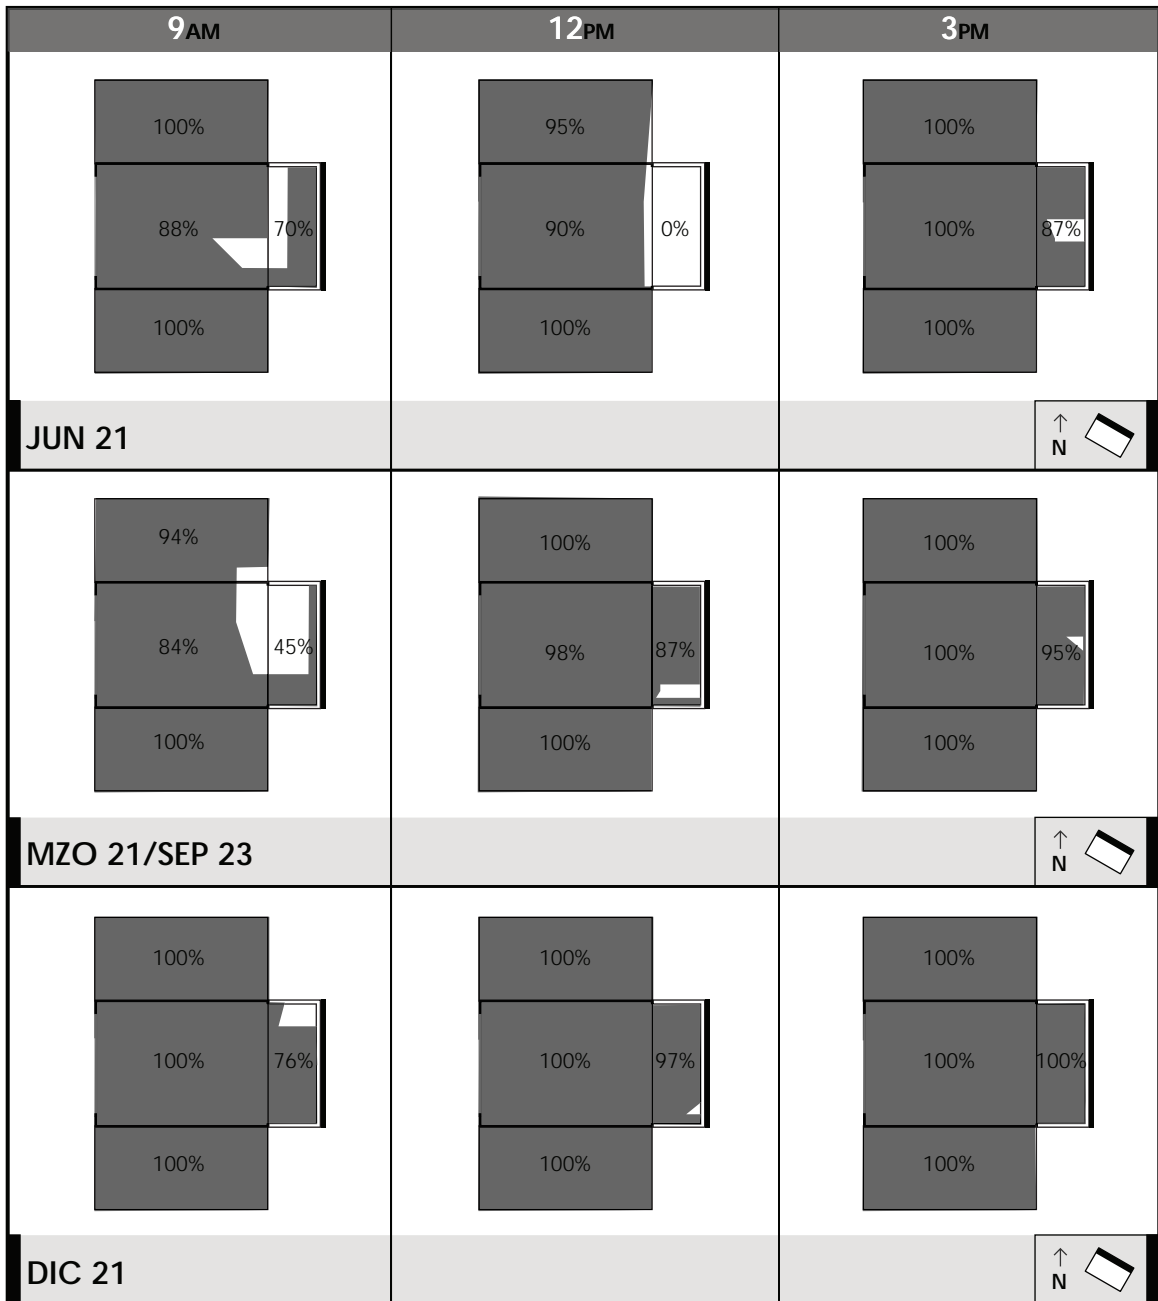 9AM 12PM 3PM
100% 95% 100%
88% 70% 90% 0% 100% 87%
100% 100% 100%
JUN 21 ↑
N
94% 100% 100%
84% 45% 98% 87% 100% 95%
100% 100% 100%
MZO 21/SEP 23 ↑
N
100% 100% 100%
100% 76% 100% 97% 100% 100%
100% 100% 100%
DIC 21 ↑
N